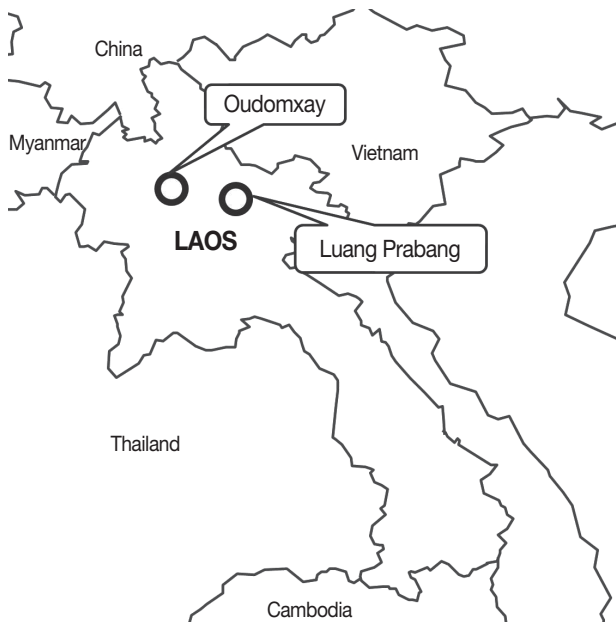 China
Oudomxay
Myanmar
Vietnam
LAOS
Luang Prabang
Thailand
Cambodia